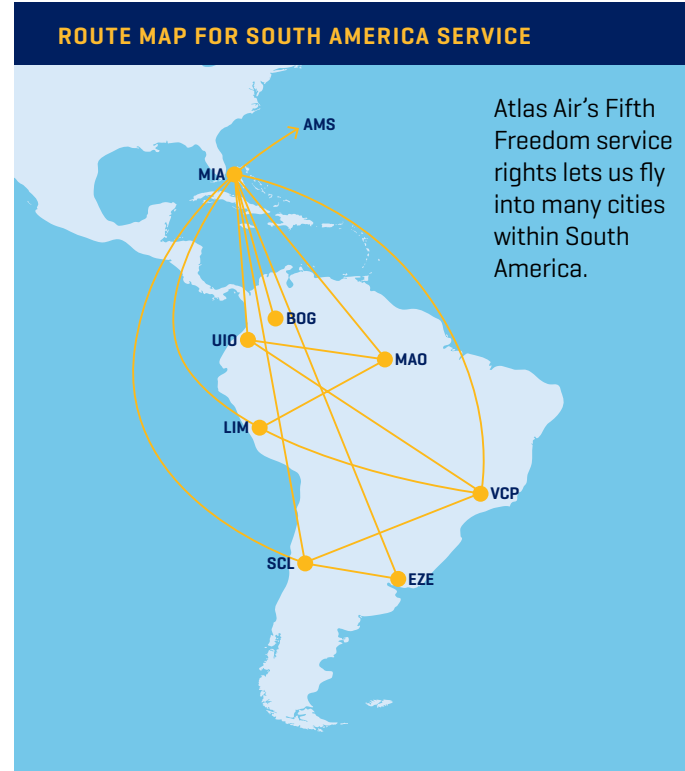 ROUTE MAP FOR SOUTH AMERICA SERVICE
Atlas Air’s Fifth
Freedom service
rights lets us fly
into many cities
within South
America.
AMS
MIA
BOG
UIO
MAO
LIM
VCP
SCL
EZE